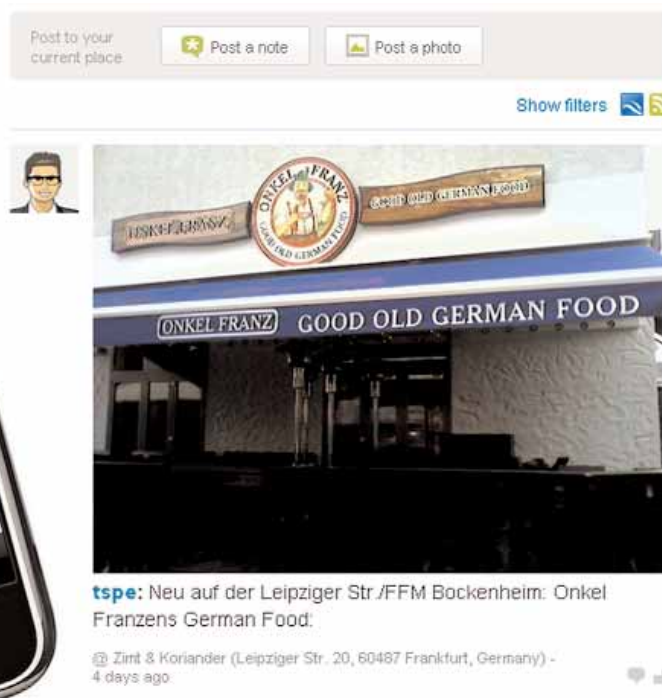 Post to your
current place
Post a note
Post a photo
Show filters
ONKEL FRANZ
ONKEL FRANZ
GOOD OLD GERMAN FOOD
GOOD OLD GERMAN FOOD
ONKEL FRANZ GOOD OLD GERMAN FOOD
tspe: Neu auf der Leipziger Str./FFM Bockenheim: Onkel
Franzens German Food:
@ Zimt & Koriander (Leipziger Str. 20, 60487 Frankfurt, Germany) -
4 days ago